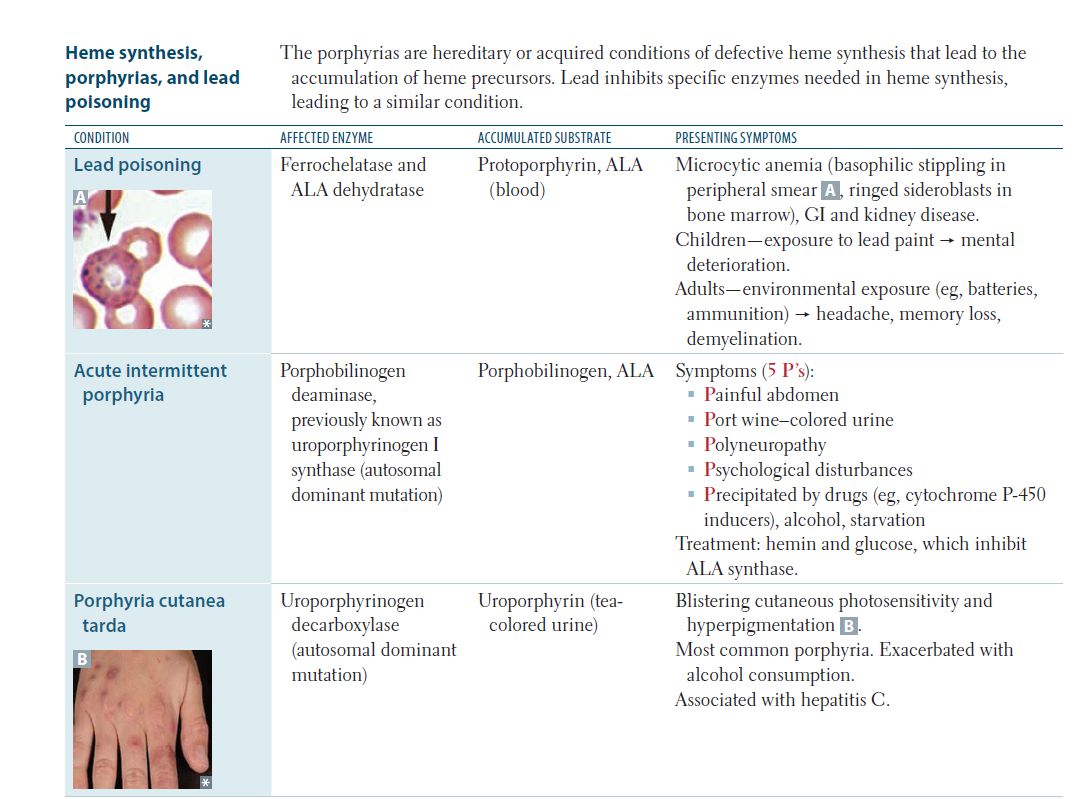 Heme synthesis, porphyrias, and lead poisoning
The porphyrias are hereditary or acquired conditions of defective heme synthesis that lead to the
accumulation of heme precursors. Lead inhibits specific enzymes needed in heme synthesis,
leading to a similar condition.
CONDITION
AFFECTED ENZYME
ACCUMULATED SUBSTRATE
PRESENTING SYMPTOMS
Lead poisoning
A
*
Ferrochelatase and
ALA dehydratase
Protoporphyrin, ALA
(blood)
Microcytic anemia (basophilic stippling in
peripheral smear A, ringed sideroblasts in
bone marrow), GI and kidney disease.
Children—exposure to lead paint → mental
deterioration.
Adults—environmental exposure (eg, batteries,
ammunition) → headache, memory loss,
demyelination.
Acute intermittent
porphyria
Porphobilinogen
deaminase,
previously known as
uroporphyrinogen I
synthase (autosomal
dominant mutation)
Porphobilinogen, ALA
Symptoms (5 P's):
▪ Painful abdomen
▪ Port wine–colored urine
▪ Polyneuropathy
▪ Psychological disturbances
▪ Precipitated by drugs (eg, cytochrome P-450
inducers), alcohol, starvation
Treatment: hemin and glucose, which inhibit
ALA synthase.
Porphyria cutanea
tarda
B
*
Uroporphyrinogen
decarboxylase
(autosomal dominant
mutation)
Uroporphyrin (tea-
colored urine)
Blistering cutaneous photosensitivity and
hyperpigmentation B.
Most common porphyria. Exacerbated with
alcohol consumption.
Associated with hepatitis C.